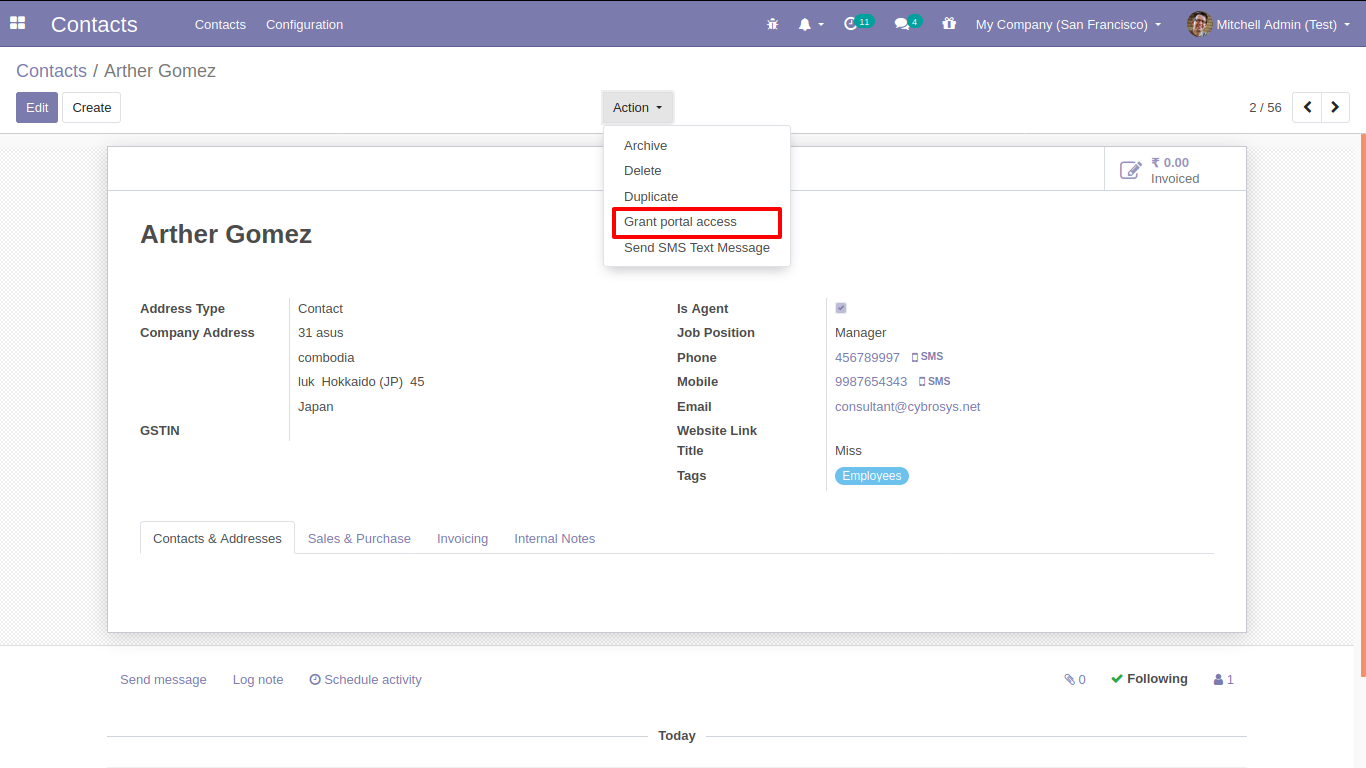 Contacts Contacts Configuration 11 4 My Company (San Francisco) Mitchell Admin (Test)
Contacts / Arther Gomez
Edit Create Action 2 / 56
Archive
Delete
Duplicate
Grant portal access
Send SMS Text Message
₹ 0.00
Invoiced
Arther Gomez
Address Type Contact
Company Address 31 asus
combodia
luk Hokkaido (JP) 45
Japan
GSTIN
Is Agent
Job Position Manager
Phone 456789997 SMS
Mobile 9987654343 SMS
Email consultant@cybrosys.net
Website Link
Title Miss
Tags Employees
Contacts & Addresses Sales & Purchase Invoicing Internal Notes
Send message Log note Schedule activity 0 Following 1
Today